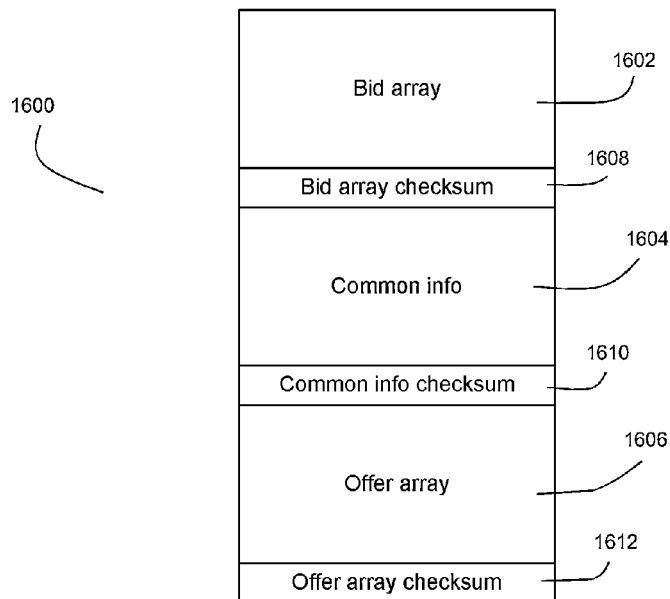 1602
Bid array
1600
1608
Bid array checksum
1604
Common info
1610
Common info checksum
1606
Offer array
1612
Offer array checksum